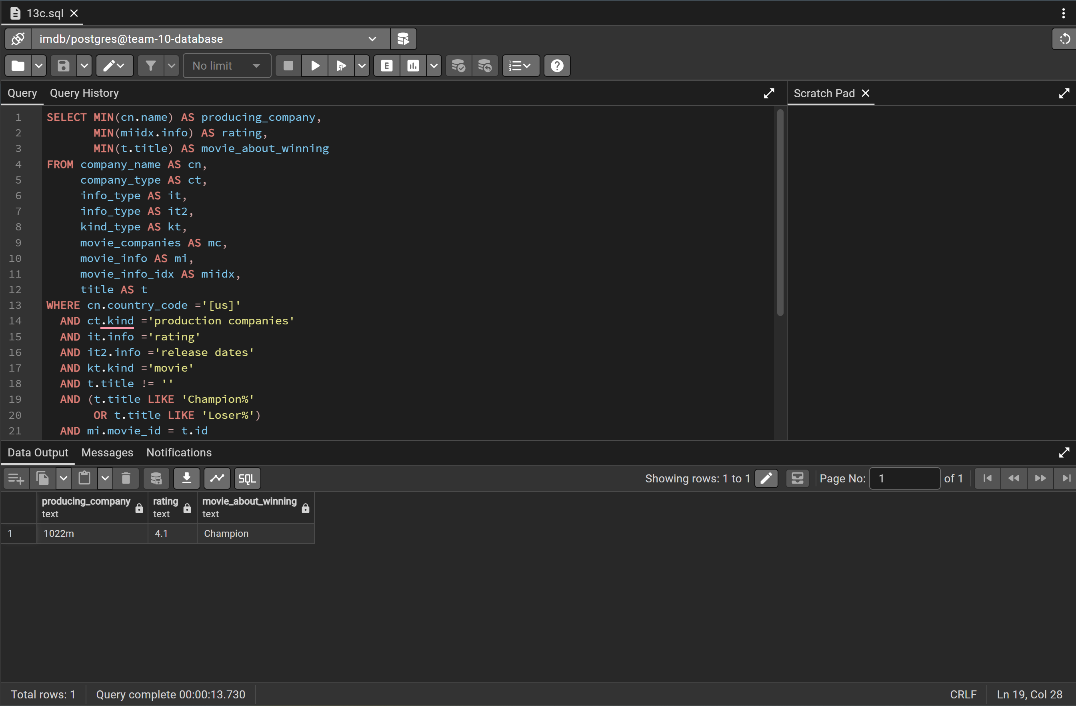 13c.sql
imdb/postgres@team-10-database
No limit
E
Query Query History
Scratch Pad
1 SELECT MIN(cn.name) AS producing_company,
2 MIN(miidx.info) AS rating,
3 MIN(t.title) AS movie_about_winning
4 FROM company_name AS cn,
5 company_type AS ct,
6 info_type AS it,
7 info_type AS it2,
8 kind_type AS kt,
9 movie_companies AS mc,
10 movie_info AS mi,
11 movie_info_idx AS miidx,
12 title AS t
13 WHERE cn.country_code ='[us]'
14 AND ct.kind ='production companies'
15 AND it.info ='rating'
16 AND it2.info ='release dates'
17 AND kt.kind ='movie'
18 AND t.title != ''
19 AND (t.title LIKE 'Champion%'
20 OR t.title LIKE 'Loser%')
21 AND mi.movie_id = t.id
Data Output Messages Notifications
SQL Showing rows: 1 to 1 Page No: 1 of 1
producing_company rating movie_about_winning
text text text
1 1022m 4.1 Champion
Total rows: 1 Query complete 00:00:13.730 CRLF Ln 19, Col 28